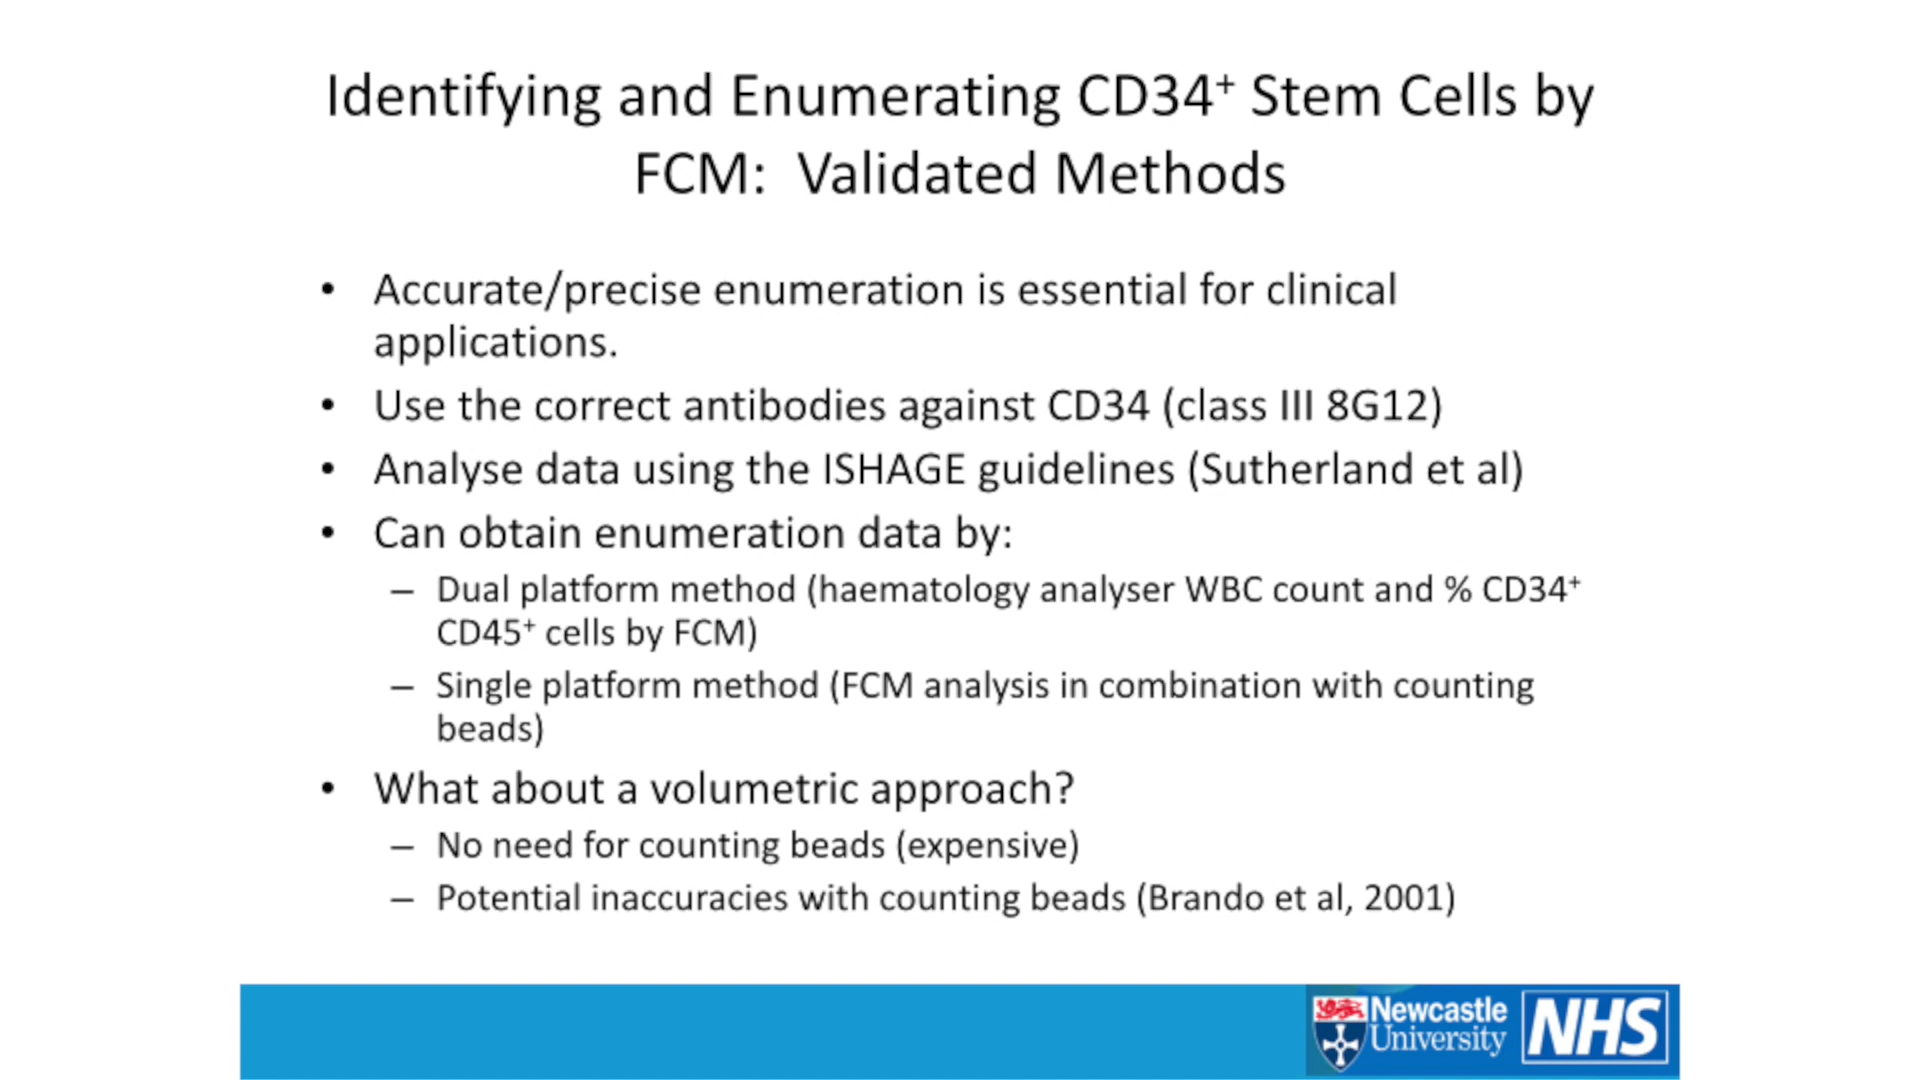 Identifying and Enumerating CD34⁺ Stem Cells by
FCM:  Validated Methods
• Accurate/precise enumeration is essential for clinical
applications.
• Use the correct antibodies against CD34 (class III 8G12)
• Analyse data using the ISHAGE guidelines (Sutherland et al)
• Can obtain enumeration data by:
– Dual platform method (haematology analyser WBC count and % CD34⁺
CD45⁺ cells by FCM)
– Single platform method (FCM analysis in combination with counting
beads)
• What about a volumetric approach?
– No need for counting beads (expensive)
– Potential inaccuracies with counting beads (Brando et al, 2001)
Newcastle
University
NHS